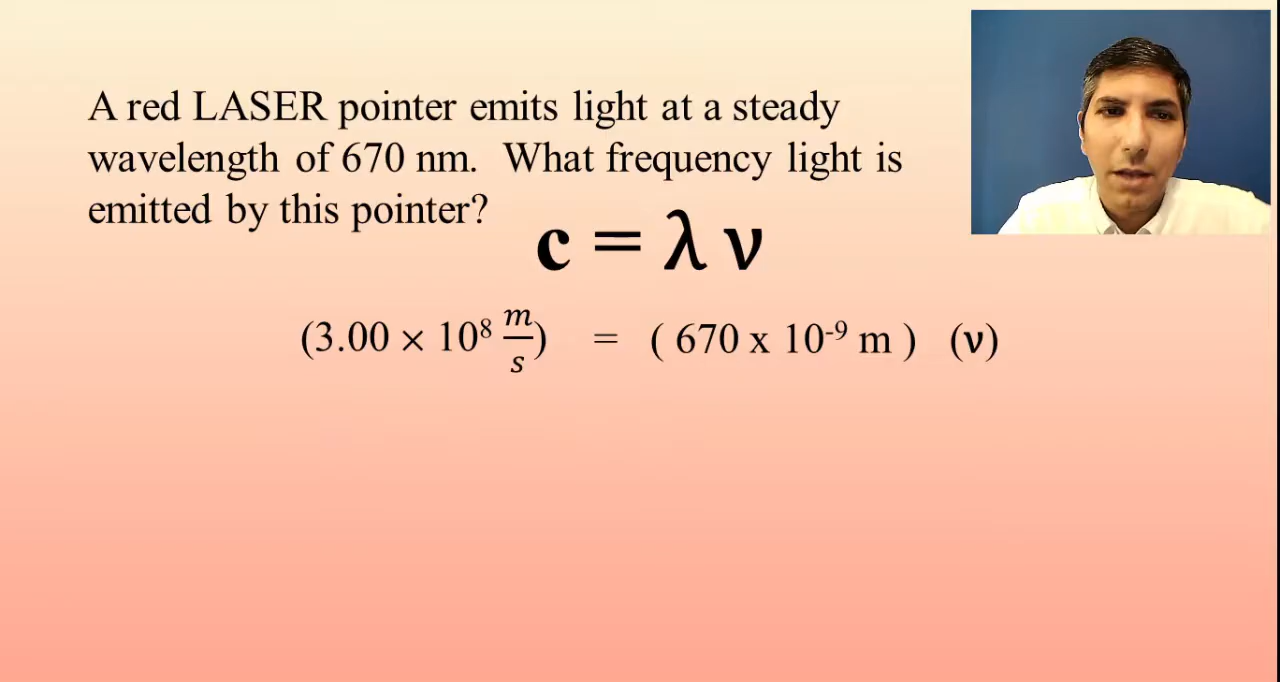 A red LASER pointer emits light at a steady
wavelength of 670 nm.  What frequency light is
emitted by this pointer?
c = λ ν
(3.00 × 10⁸ m/s) = ( 670 x 10⁻⁹ m ) (ν)